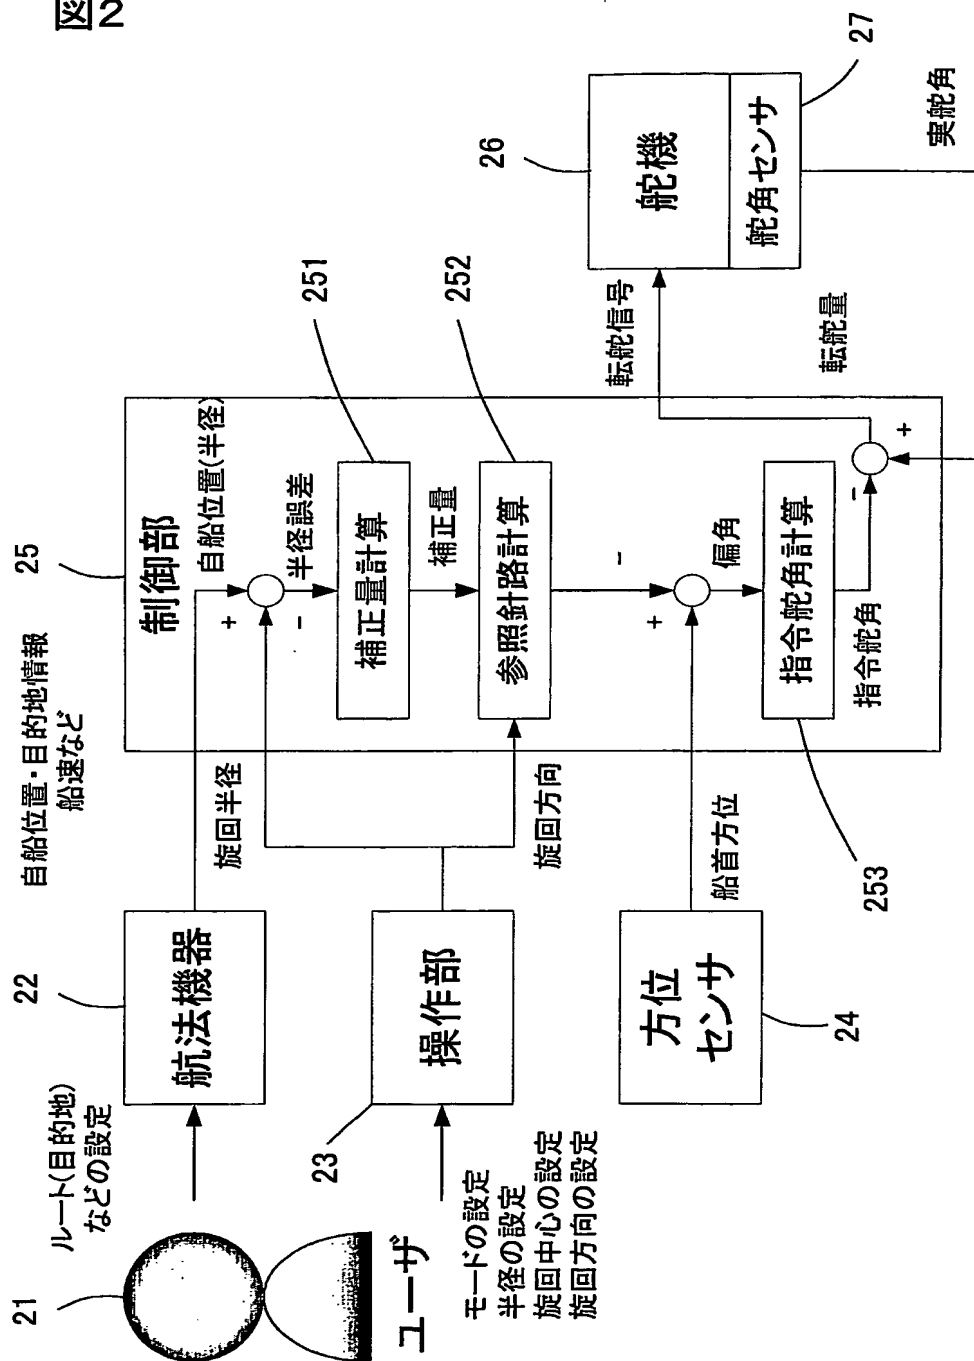 図2
21
ルート(目的地)
などの設定
ユーザ
モードの設定
半径の設定
旋回中心の設定
旋回方向の設定
22
航法機器
23
操作部
方位
センサ
24
自船位置・目的地情報
船速など
旋回半径
旋回方向
船首方位
25
制御部
自船位置(半径)
+
-
半径誤差
補正量計算
251
補正量
参照針路計算
252
-
+
偏角
指令舵角計算
253
指令舵角
-
+
転舵信号
転舵量
26
舵機
舵角センサ
27
実舵角